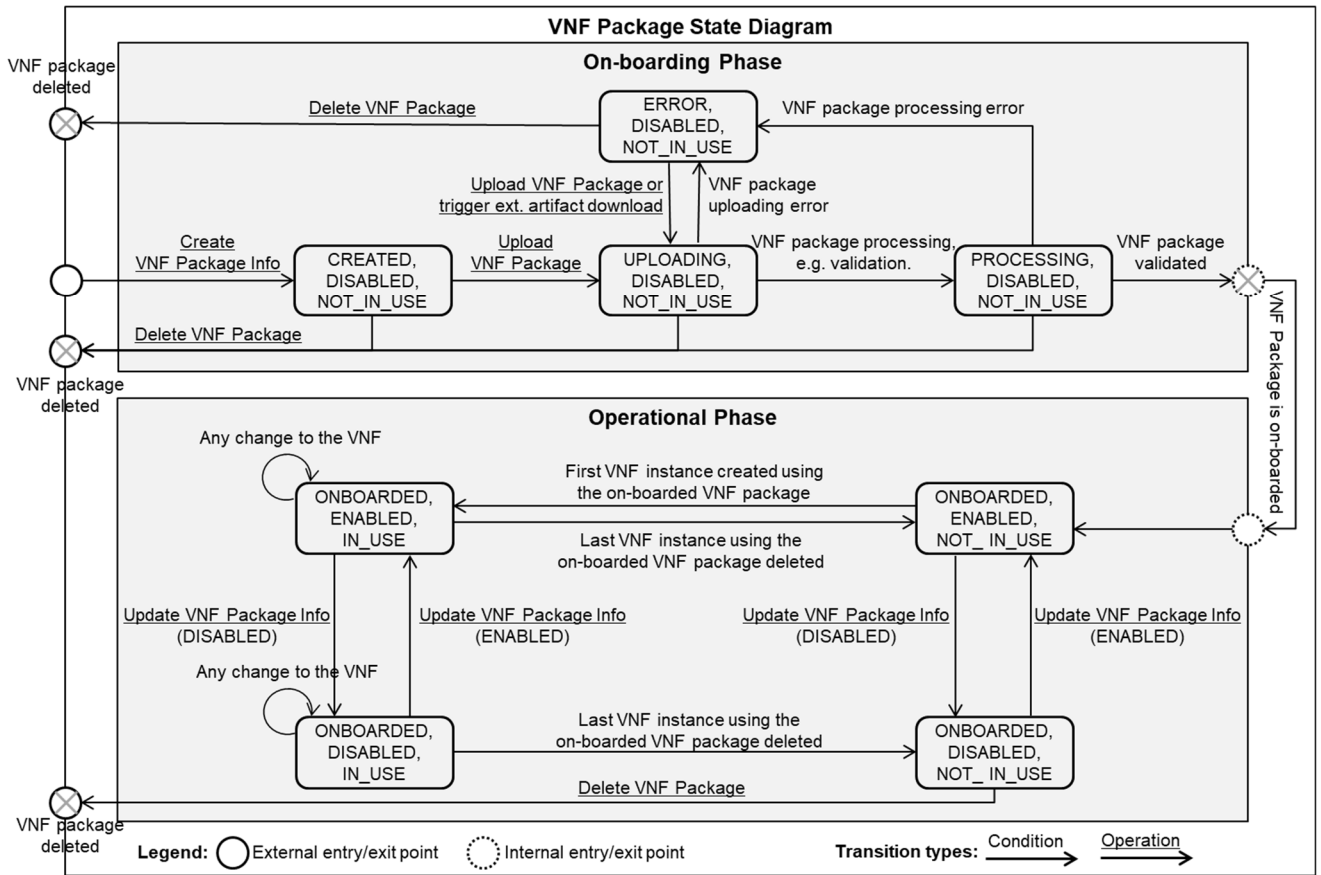 VNF Package State Diagram
On-boarding Phase
VNF package
deleted
Delete VNF Package
ERROR,
DISABLED,
NOT_IN_USE
VNF package processing error
Upload VNF Package or
trigger ext. artifact download
VNF package
uploading error
Create
VNF Package Info
CREATED,
DISABLED,
NOT_IN_USE
Upload
VNF Package
UPLOADING,
DISABLED,
NOT_IN_USE
VNF package processing,
e.g. validation.
PROCESSING,
DISABLED,
NOT_IN_USE
VNF package
validated
VNF Package is on-boarded
Delete VNF Package
VNF package
deleted
Operational Phase
Any change to the VNF
ONBOARDED,
ENABLED,
IN_USE
First VNF instance created using
the on-boarded VNF package
Last VNF instance using the
on-boarded VNF package deleted
ONBOARDED,
ENABLED,
NOT_ IN_USE
Update VNF Package Info
(DISABLED)
Update VNF Package Info
(ENABLED)
Update VNF Package Info
(DISABLED)
Update VNF Package Info
(ENABLED)
Any change to the VNF
ONBOARDED,
DISABLED,
IN_USE
Last VNF instance using the
on-boarded VNF package deleted
ONBOARDED,
DISABLED,
NOT_ IN_USE
Delete VNF Package
VNF package
deleted
Legend:
External entry/exit point
Internal entry/exit point
Transition types:
Condition
Operation